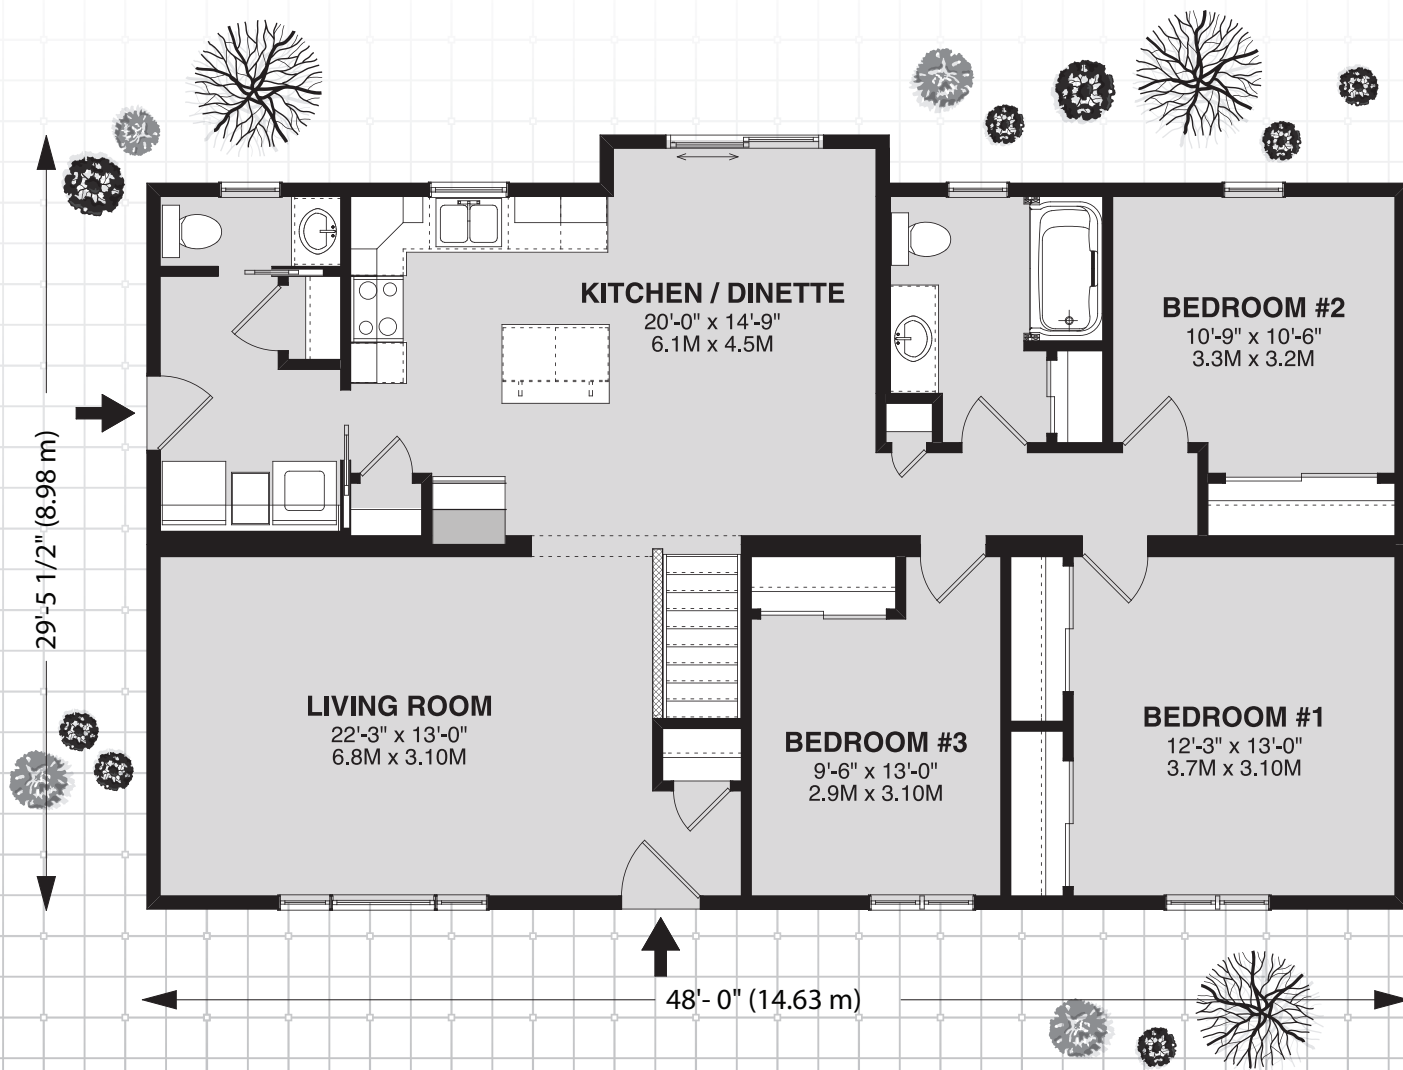 KITCHEN / DINETTE
20'-0" x 14'-9"
6.1M x 4.5M
BEDROOM #2
10'-9" x 10'-6"
3.3M x 3.2M
29'-5 1/2" (8.98 m)
LIVING ROOM
22'-3" x 13'-0"
6.8M x 3.10M
BEDROOM #3
9'-6" x 13'-0"
2.9M x 3.10M
BEDROOM #1
12'-3" x 13'-0"
3.7M x 3.10M
48'- 0" (14.63 m)